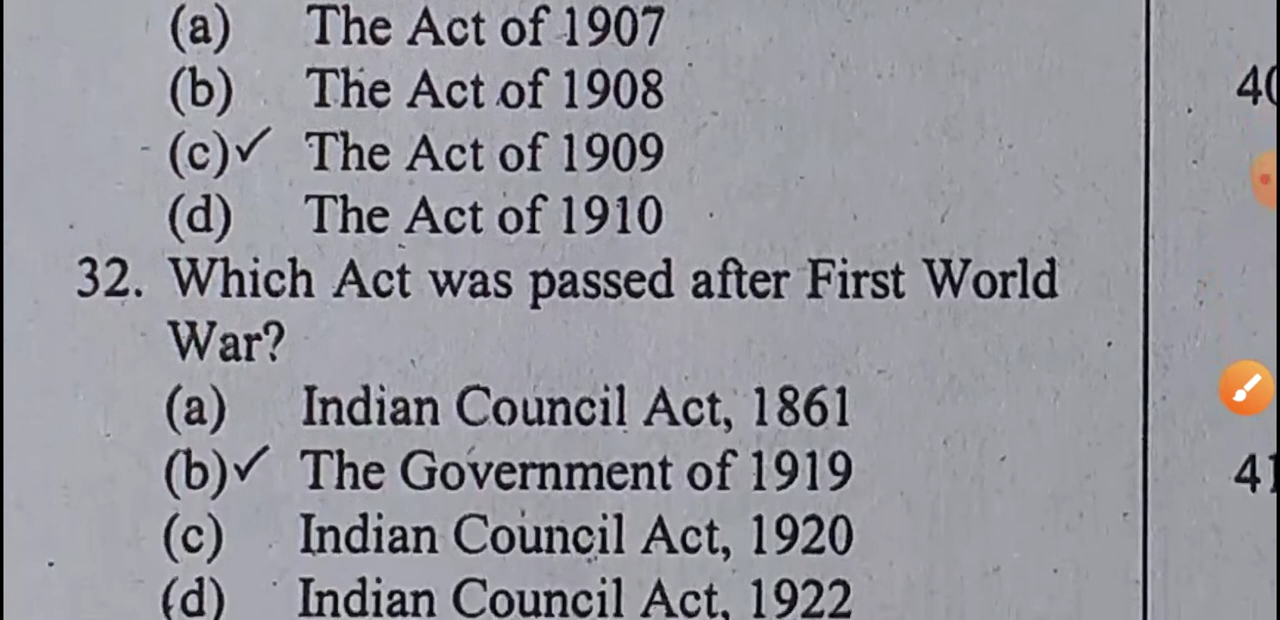 (a) The Act of 1907
(b) The Act of 1908
(c)✓ The Act of 1909
(d) The Act of 1910
32. Which Act was passed after First World
War?
(a) Indian Council Act, 1861
(b)✓ The Government of 1919
(c) Indian Council Act, 1920
(d) Indian Council Act, 1922
40
41